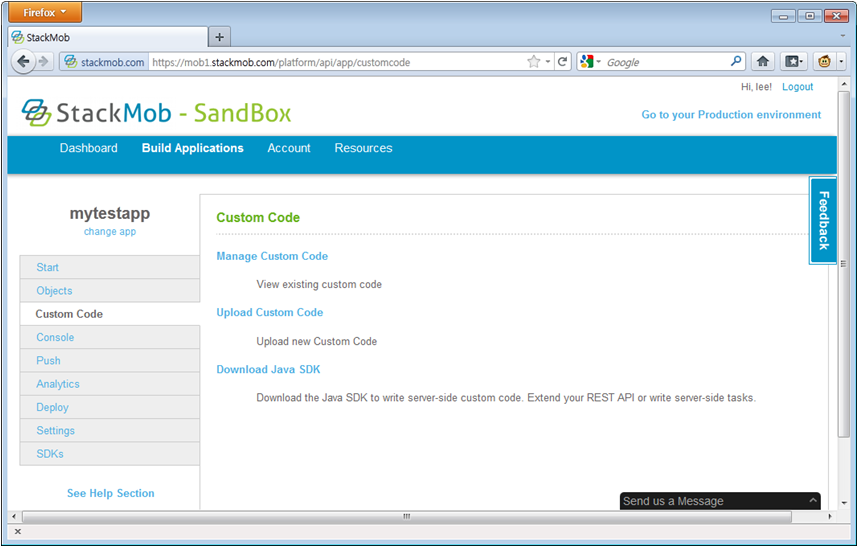 Firefox
StackMob
stackmob.com https://mob1.stackmob.com/platform/api/app/customcode
Google
Hi, lee! Logout
StackMob - SandBox
Go to your Production environment
Dashboard Build Applications Account Resources
Feedback
mytestapp
change app
Start
Objects
Custom Code
Console
Push
Analytics
Deploy
Settings
SDKs
See Help Section
Custom Code
Manage Custom Code
View existing custom code
Upload Custom Code
Upload new Custom Code
Download Java SDK
Download the Java SDK to write server-side custom code. Extend your REST API or write server-side tasks.
Send us a Message